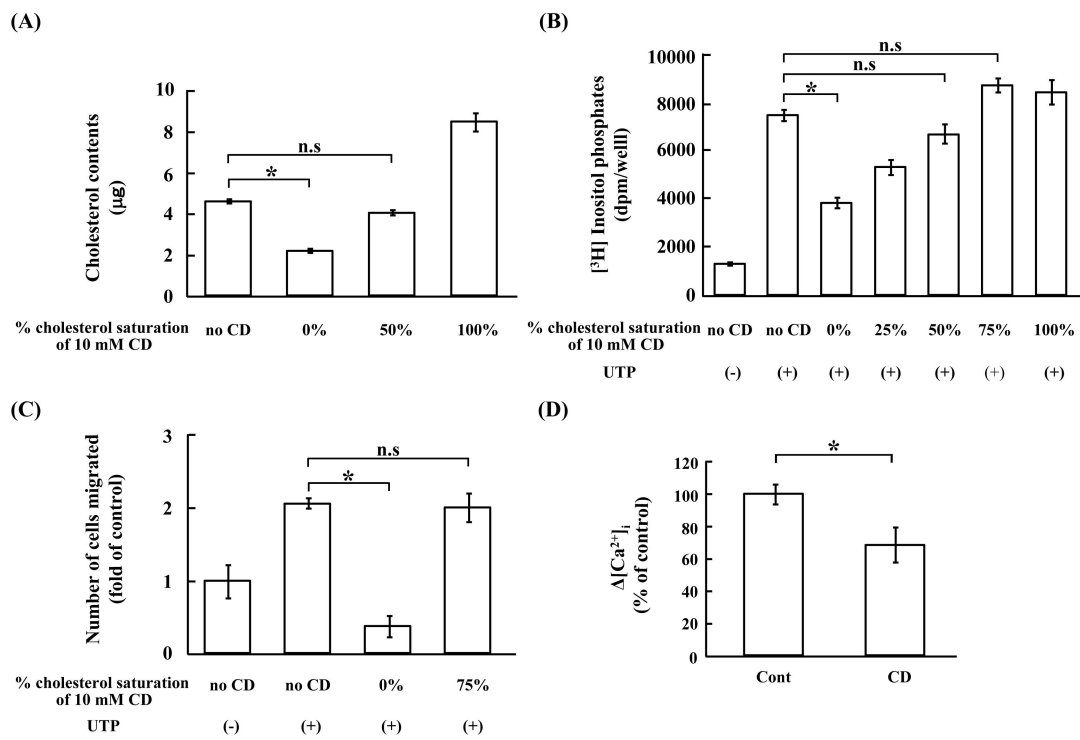 (A)
Cholesterol contents
(μg)
10
8
6
4
2
0
n.s
*
% cholesterol saturation
of 10 mM CD
no CD 0% 50% 100%
(B)
[³H] Inositol phosphates
(dpm/welll)
10000
8000
6000
4000
2000
0
n.s
n.s
*
% cholesterol saturation
of 10 mM CD
no CD no CD 0% 25% 50% 75% 100%
UTP (-) (+) (+) (+) (+) (+) (+)
(C)
Number of cells migrated
(fold of control)
3
2
1
0
n.s
*
% cholesterol saturation
of 10 mM CD
no CD no CD 0% 75%
UTP (-) (+) (+) (+)
(D)
Δ[Ca²⁺]ᵢ
(% of control)
120
100
80
60
40
20
0
*
Cont CD